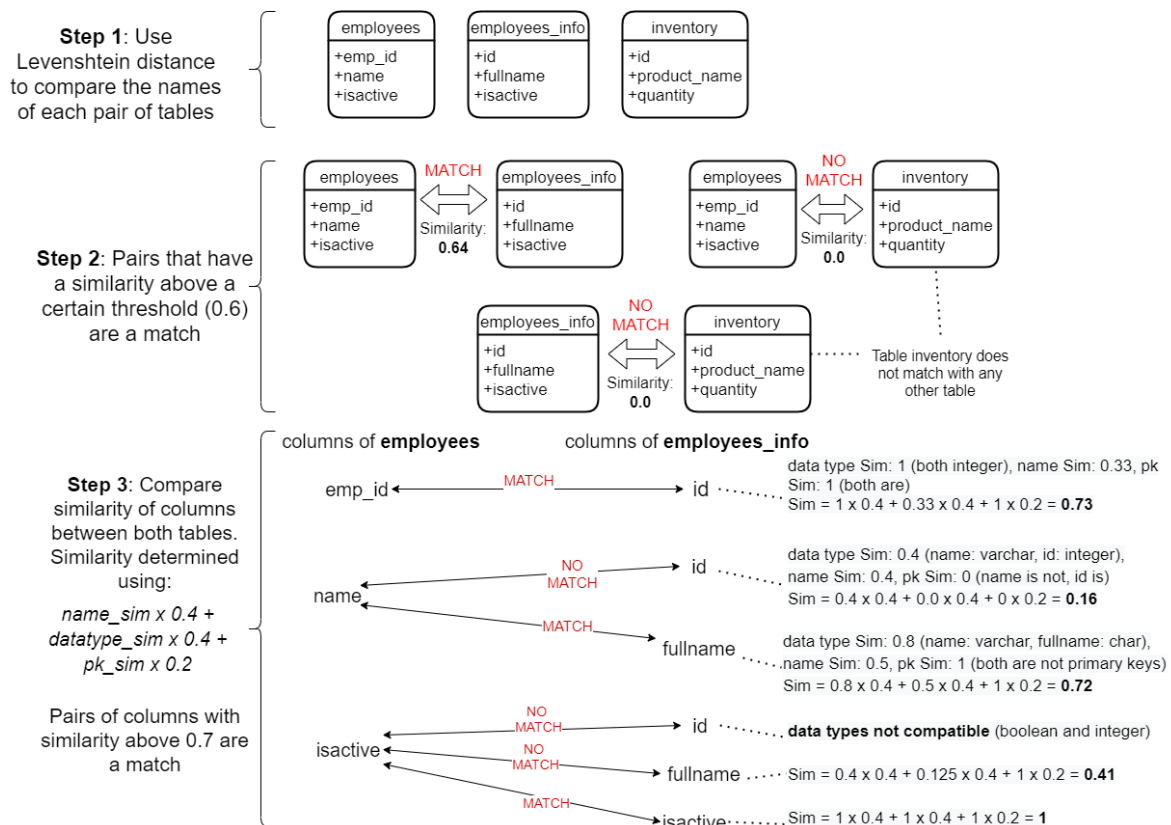 Step 1: Use
Levenshtein distance
to compare the names
of each pair of tables
employees
+emp_id
+name
+isactive
employees_info
+id
+fullname
+isactive
inventory
+id
+product_name
+quantity
Step 2: Pairs that have
a similarity above a
certain threshold (0.6)
are a match
employees
+emp_id
+name
+isactive
MATCH
Similarity:
0.64
employees_info
+id
+fullname
+isactive
employees
+emp_id
+name
+isactive
NO
MATCH
Similarity:
0.0
inventory
+id
+product_name
+quantity
employees_info
+id
+fullname
+isactive
NO
MATCH
Similarity:
0.0
inventory
+id
+product_name
+quantity
Table inventory does
not match with any
other table
Step 3: Compare
similarity of columns
between both tables.
Similarity determined
using:
name_sim x 0.4 +
datatype_sim x 0.4 +
pk_sim x 0.2
Pairs of columns with
similarity above 0.7 are
a match
columns of employees
columns of employees_info
emp_id
MATCH
id
data type Sim: 1 (both integer), name Sim: 0.33, pk
Sim: 1 (both are)
Sim = 1 x 0.4 + 0.33 x 0.4 + 1 x 0.2 = 0.73
name
NO
MATCH
id
data type Sim: 0.4 (name: varchar, id: integer),
name Sim: 0.4, pk Sim: 0 (name is not, id is)
Sim = 0.4 x 0.4 + 0.0 x 0.4 + 0 x 0.2 = 0.16
MATCH
fullname
data type Sim: 0.8 (name: varchar, fullname: char),
name Sim: 0.5, pk Sim: 1 (both are not primary keys)
Sim = 0.8 x 0.4 + 0.5 x 0.4 + 1 x 0.2 = 0.72
isactive
NO
MATCH
id
data types not compatible (boolean and integer)
NO
MATCH
fullname
Sim = 0.4 x 0.4 + 0.125 x 0.4 + 1 x 0.2 = 0.41
MATCH
isactive
Sim = 1 x 0.4 + 1 x 0.4 + 1 x 0.2 = 1